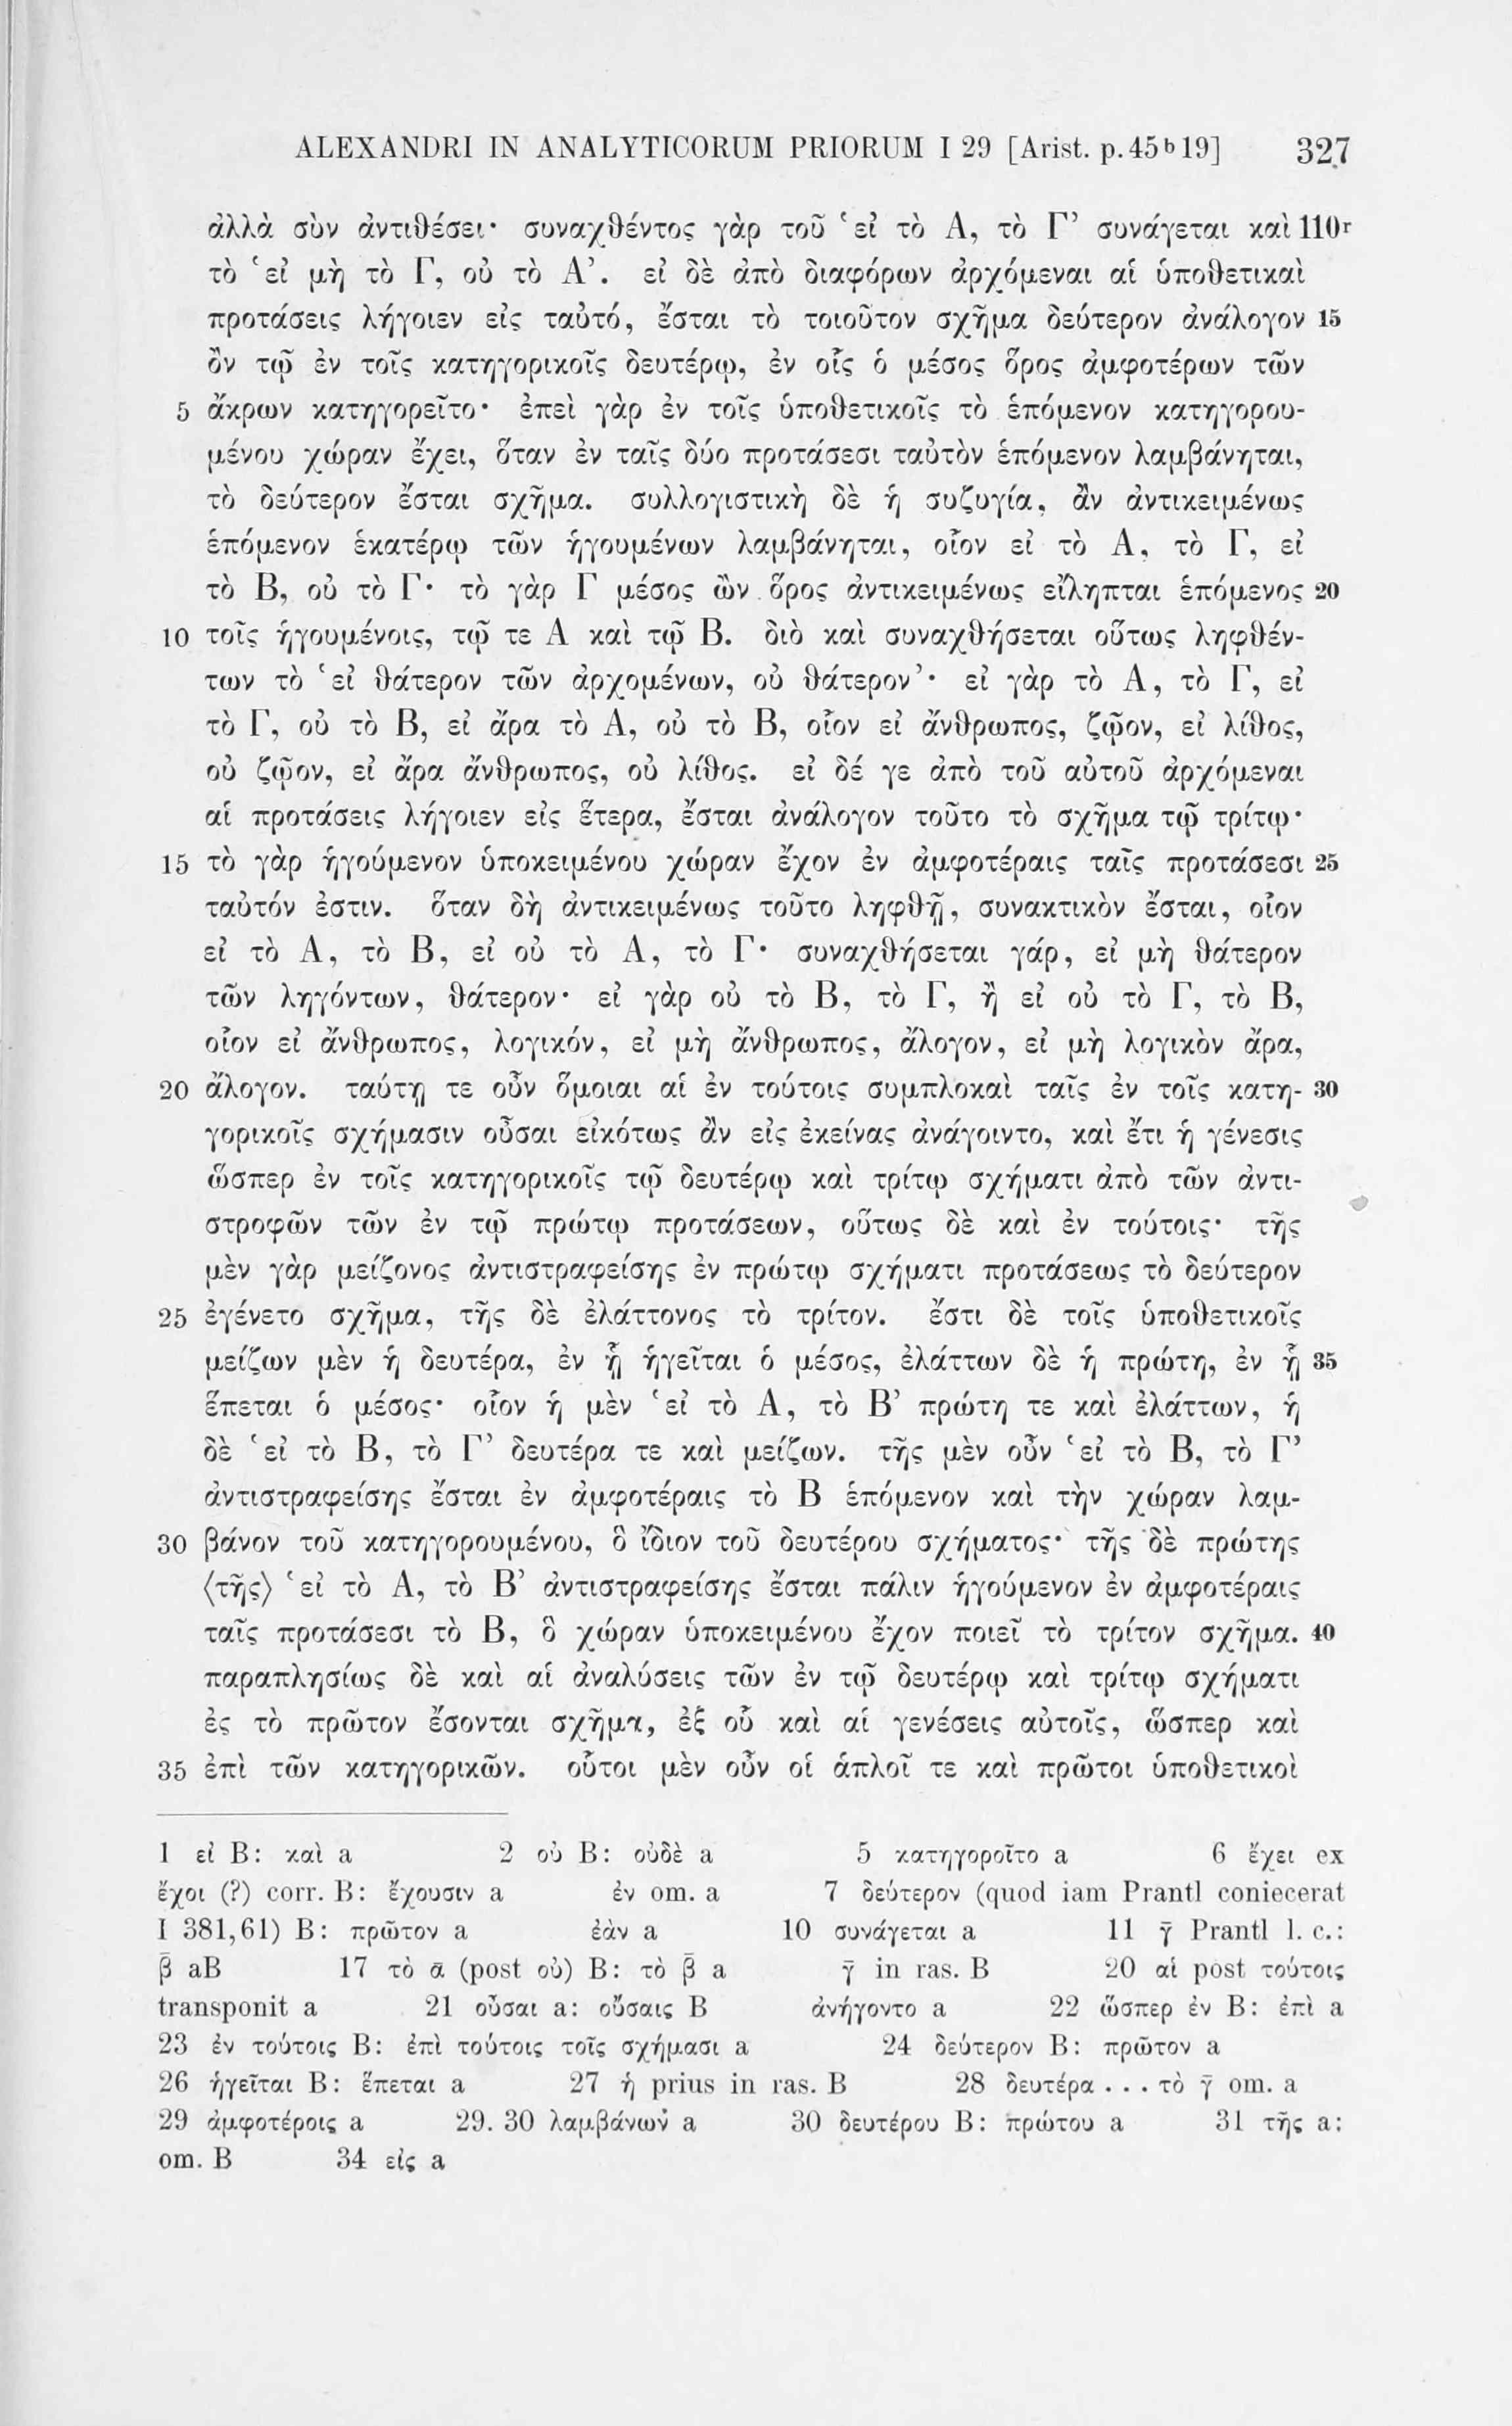 ALEXANDRI IN ANALYTICORUM PRIORUM I 29 [Arist. p. 45ᵇ19] 327
ἀλλὰ σὺν ἀντιθέσει· συναχθέντος γὰρ τοῦ ‘εἰ τὸ Α, τὸ Γ’ συνάγεται καὶ 110ʳ
τὸ ‘εἰ μὴ τὸ Γ, οὐ τὸ Α’. εἰ δὲ ἀπὸ διαφόρων ἀρχόμεναι αἱ ὑποθετικαὶ
προτάσεις λήγοιεν εἰς ταὐτό, ἔσται τὸ τοιοῦτον σχῆμα δεύτερον ἀνάλογον 15
ὂν τῷ ἐν τοῖς κατηγορικοῖς δευτέρῳ, ἐν οἷς ὁ μέσος ὅρος ἀμφοτέρων τῶν
5 ἄκρων κατηγορεῖτο· ἐπεὶ γὰρ ἐν τοῖς ὑποθετικοῖς τὸ ἑπόμενον κατηγορου-
μένου χώραν ἔχει, ὅταν ἐν ταῖς δύο προτάσεσι ταὐτὸν ἑπόμενον λαμβάνηται,
τὸ δεύτερον ἔσται σχῆμα. συλλογιστικὴ δὲ ἡ συζυγία, ἂν ἀντικειμένως
ἑπόμενον ἑκατέρῳ τῶν ἡγουμένων λαμβάνηται, οἷον εἰ τὸ Α, τὸ Γ, εἰ
τὸ Β, οὐ τὸ Γ· τὸ γὰρ Γ μέσος ὢν ὅρος ἀντικειμένως εἴληπται ἑπόμενος 20
10 τοῖς ἡγουμένοις, τῷ τε Α καὶ τῷ Β. διὸ καὶ συναχθήσεται οὕτως ληφθέν-
των τὸ ‘εἰ θάτερον τῶν ἀρχομένων, οὐ θάτερον’· εἰ γὰρ τὸ Α, τὸ Γ, εἰ
τὸ Γ, οὐ τὸ Β, εἰ ἄρα τὸ Α, οὐ τὸ Β, οἷον εἰ ἄνθρωπος, ζῷον, εἰ λίθος,
οὐ ζῷον, εἰ ἄρα ἄνθρωπος, οὐ λίθος. εἰ δέ γε ἀπὸ τοῦ αὐτοῦ ἀρχόμεναι
αἱ προτάσεις λήγοιεν εἰς ἕτερα, ἔσται ἀνάλογον τοῦτο τὸ σχῆμα τῷ τρίτῳ·
15 τὸ γὰρ ἡγούμενον ὑποκειμένου χώραν ἔχον ἐν ἀμφοτέραις ταῖς προτάσεσι 25
ταὐτόν ἐστιν. ὅταν δὴ ἀντικειμένως τοῦτο ληφθῇ, συνακτικὸν ἔσται, οἷον
εἰ τὸ Α, τὸ Β, εἰ οὐ τὸ Α, τὸ Γ· συναχθήσεται γάρ, εἰ μὴ θάτερον
τῶν ληγόντων, θάτερον· εἰ γὰρ οὐ τὸ Β, τὸ Γ, ἢ εἰ οὐ τὸ Γ, τὸ Β,
οἷον εἰ ἄνθρωπος, λογικόν, εἰ μὴ ἄνθρωπος, ἄλογον, εἰ μὴ λογικὸν ἄρα,
20 ἄλογον. ταύτῃ τε οὖν ὅμοιαι αἱ ἐν τούτοις συμπλοκαὶ ταῖς ἐν τοῖς κατη- 30
γορικοῖς σχήμασιν οὖσαι εἰκότως ἂν εἰς ἐκείνας ἀνάγοιντο, καὶ ἔτι ἡ γένεσις
ὥσπερ ἐν τοῖς κατηγορικοῖς τῷ δευτέρῳ καὶ τρίτῳ σχήματι ἀπὸ τῶν ἀντι-
στροφῶν τῶν ἐν τῷ πρώτῳ προτάσεων, οὕτως δὲ καὶ ἐν τούτοις· τῆς
μὲν γὰρ μείζονος ἀντιστραφείσης ἐν πρώτῳ σχήματι προτάσεως τὸ δεύτερον
25 ἐγένετο σχῆμα, τῆς δὲ ἐλάττονος τὸ τρίτον. ἔστι δὲ τοῖς ὑποθετικοῖς
μείζων μὲν ἡ δευτέρα, ἐν ᾗ ἡγεῖται ὁ μέσος, ἐλάττων δὲ ἡ πρώτη, ἐν ᾗ 35
ἕπεται ὁ μέσος· οἷον ἡ μὲν ‘εἰ τὸ Α, τὸ Β’ πρώτη τε καὶ ἐλάττων, ἡ
δὲ ‘εἰ τὸ Β, τὸ Γ’ δευτέρα τε καὶ μείζων. τῆς μὲν οὖν ‘εἰ τὸ Β, τὸ Γ’
ἀντιστραφείσης ἔσται ἐν ἀμφοτέραις τὸ Β ἑπόμενον καὶ τὴν χώραν λαμ-
30 βάνον τοῦ κατηγορουμένου, ὃ ἴδιον τοῦ δευτέρου σχήματος· τῆς δὲ πρώτης
⟨τῆς⟩ ‘εἰ τὸ Α, τὸ Β’ ἀντιστραφείσης ἔσται πάλιν ἡγούμενον ἐν ἀμφοτέραις
ταῖς προτάσεσι τὸ Β, ὃ χώραν ὑποκειμένου ἔχον ποιεῖ τὸ τρίτον σχῆμα. 40
παραπλησίως δὲ καὶ αἱ ἀναλύσεις τῶν ἐν τῷ δευτέρῳ καὶ τρίτῳ σχήματι
ἐς τὸ πρῶτον ἔσονται σχῆμα, ἐξ οὗ καὶ αἱ γενέσεις αὐτοῖς, ὥσπερ καὶ
35 ἐπὶ τῶν κατηγορικῶν. οὗτοι μὲν οὖν οἱ ἁπλοῖ τε καὶ πρῶτοι ὑποθετικοὶ
1 εἰ B: καὶ a 2 οὐ B: οὐδὲ a 5 κατηγοροῖτο a 6 ἔχει ex
ἔχοι (?) corr. B: ἔχουσιν a ἐν om. a 7 δεύτερον (quod iam Prantl coniecerat
I 381,61) B: πρῶτον a ἐὰν a 10 συνάγεται a 11 γ̄ Prantl l. c.:
β̄ aB 17 τὸ ᾱ (post οὐ) B: τὸ β̄ a γ̄ in ras. B 20 αἱ post τούτοις
transponit a 21 οὖσαι a: οὔσαις B ἀνήγοντο a 22 ὥσπερ ἐν B: ἐπὶ a
23 ἐν τούτοις B: ἐπὶ τούτοις τοῖς σχήμασι a 24 δεύτερον B: πρῶτον a
26 ἡγεῖται B: ἕπεται a 27 ἡ prius in ras. B 28 δευτέρα . . . τὸ γ̄ om. a
29 ἀμφοτέροις a 29. 30 λαμβάνων a 30 δευτέρου B: πρώτου a 31 τῆς a:
om. B 34 εἰς a